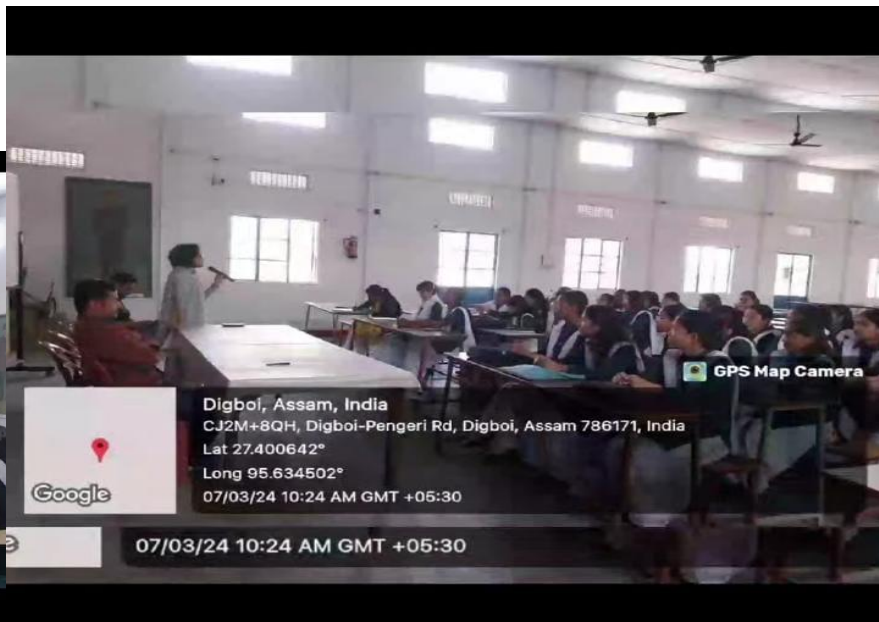 GPS Map Camera
Digboi, Assam, India
CJ2M+8QH, Digboi-Pengeri Rd, Digboi, Assam 786171, India
Lat 27.400642°
Long 95.634502°
07/03/24 10:24 AM GMT +05:30
Google
07/03/24 10:24 AM GMT +05:30